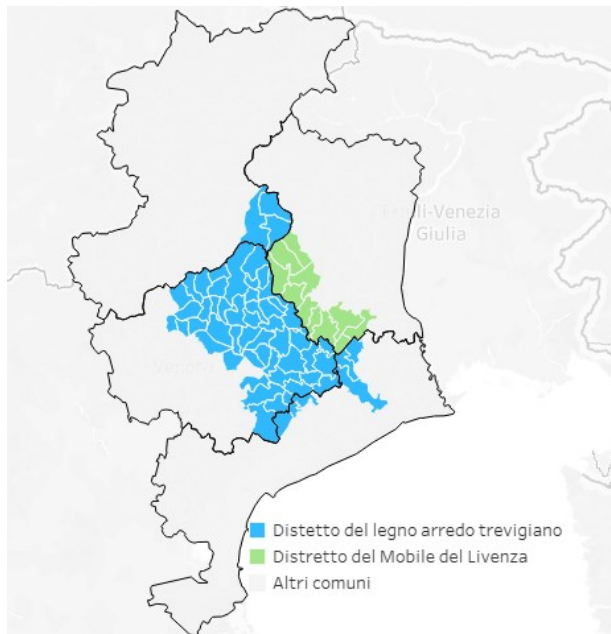 Friuli-Venezia
Giulia
Veneto
Distetto del legno arredo trevigiano
Distretto del Mobile del Livenza
Altri comuni